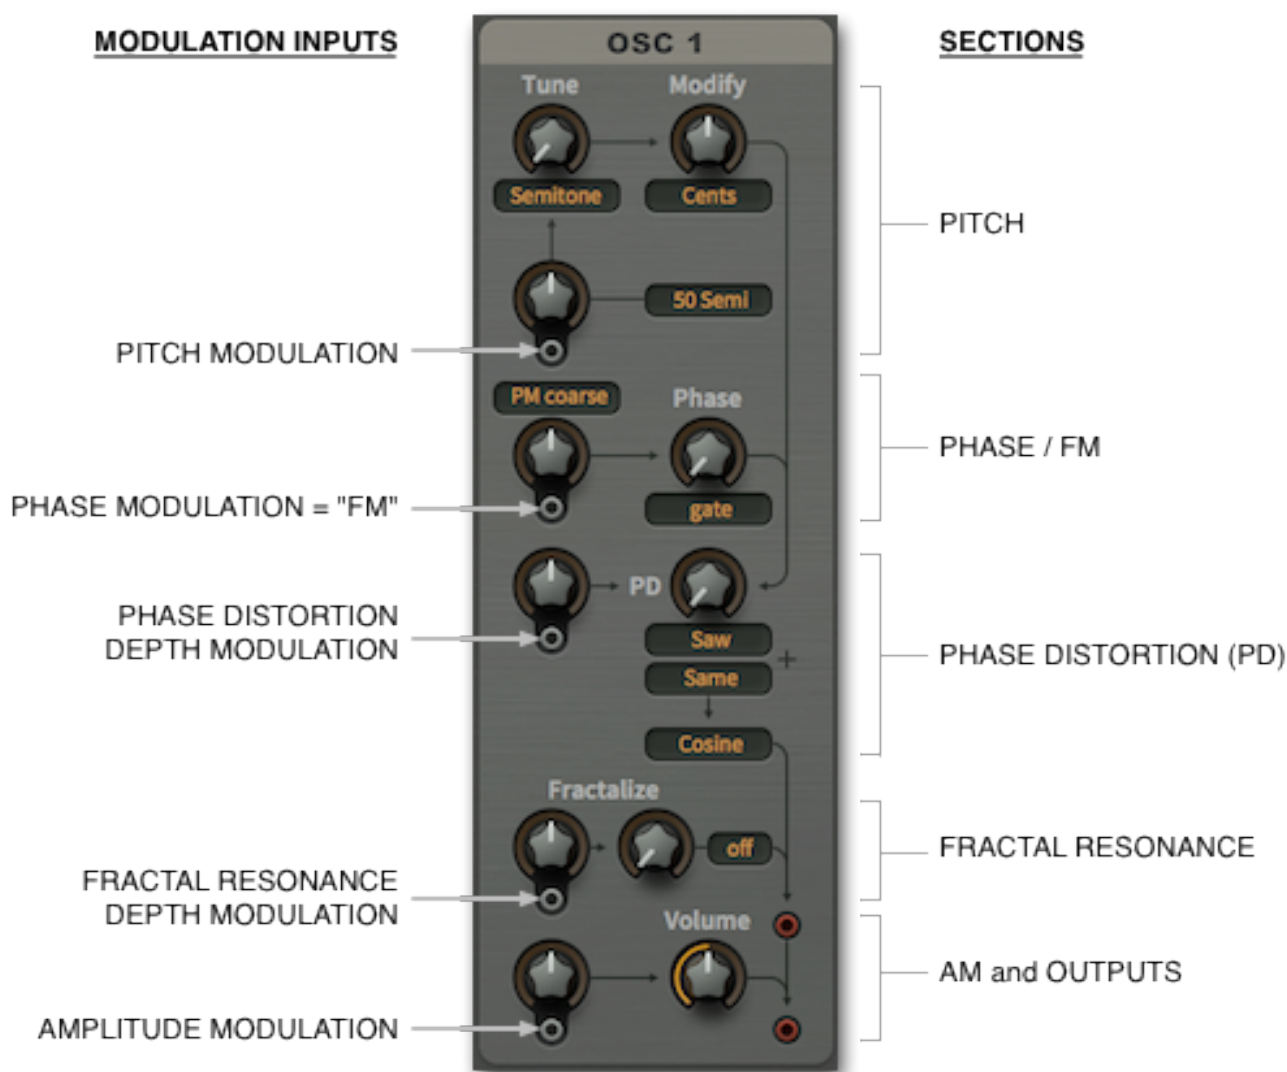 MODULATION INPUTS
OSC 1
SECTIONS
Tune
Modify
Semitone
Cents
PITCH
50 Semi
PITCH MODULATION
PM coarse
Phase
PHASE / FM
PHASE MODULATION = "FM"
gate
PD
PHASE DISTORTION
DEPTH MODULATION
Saw
+
Same
PHASE DISTORTION (PD)
Cosine
Fractalize
off
FRACTAL RESONANCE
FRACTAL RESONANCE
DEPTH MODULATION
Volume
AM and OUTPUTS
AMPLITUDE MODULATION